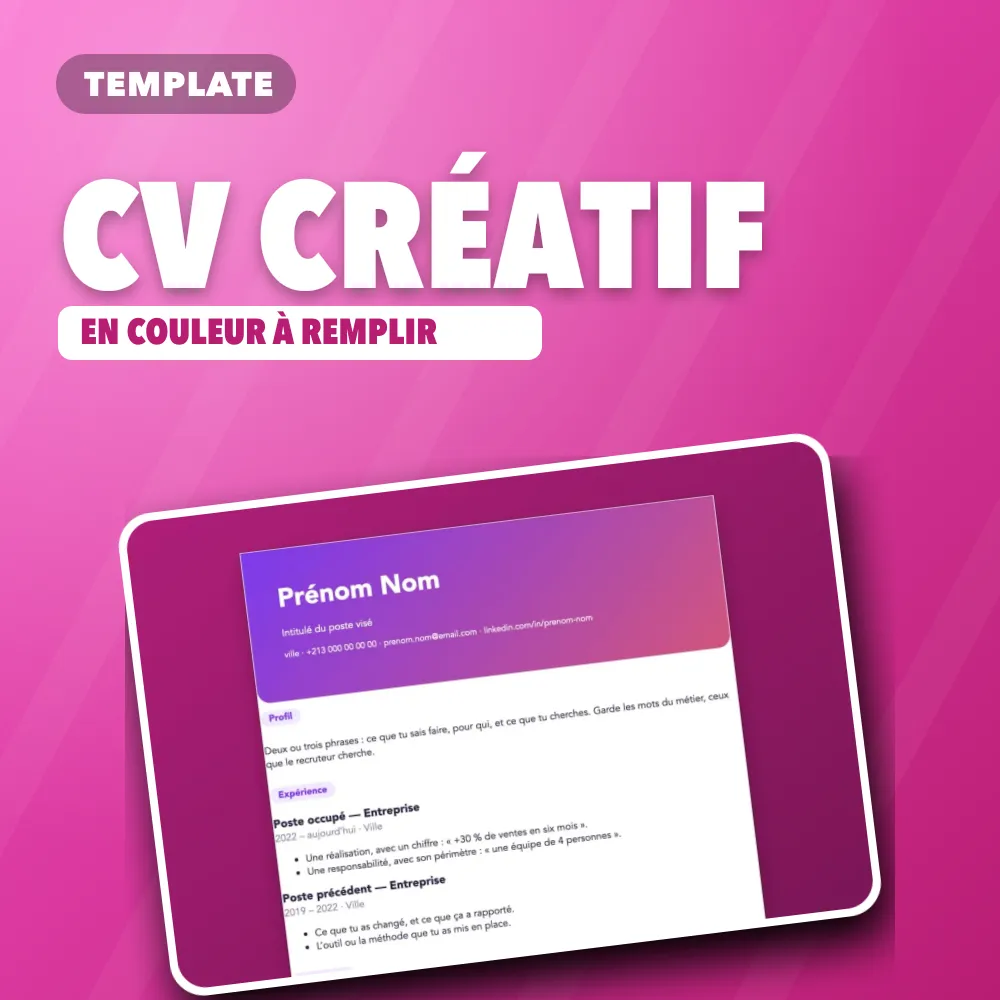 TEMPLATE
CV CRÉATIF
EN COULEUR À REMPLIR
Prénom Nom
Intitulé du poste visé
ville · +213 000 00 00 00 · prenom.nom@email.com · linkedin.com/in/prenom-nom
Profil
Deux ou trois phrases : ce que tu sais faire, pour qui, et ce que tu cherches. Garde les mots du métier, ceux
que le recruteur cherche.
Expérience
Poste occupé — Entreprise
2022 – aujourd'hui · Ville
• Une réalisation, avec un chiffre : « +30 % de ventes en six mois ».
• Une responsabilité, avec son périmètre : « une équipe de 4 personnes ».
Poste précédent — Entreprise
2019 – 2022 · Ville
• Ce que tu as changé, et ce que ça a rapporté.
• L'outil ou la méthode que tu as mis en place.